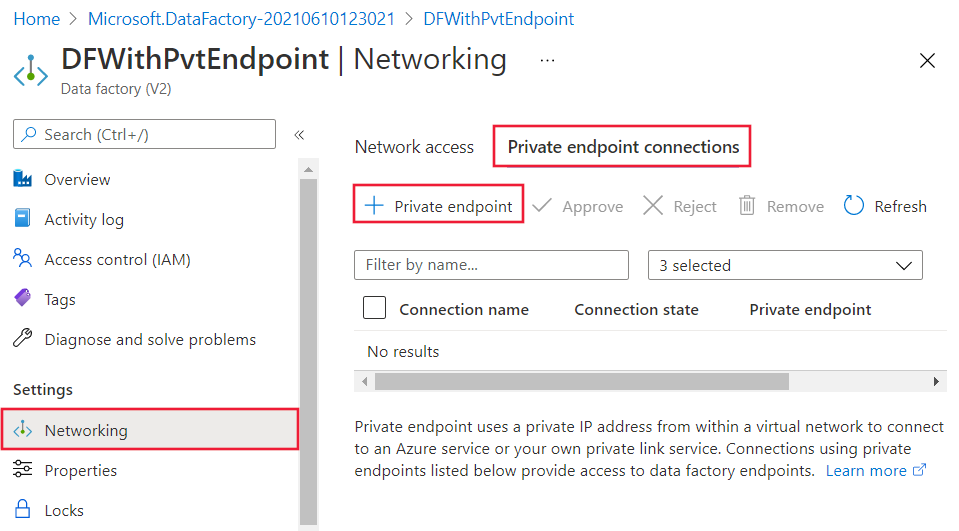 Home > Microsoft.DataFactory-20210610123021 > DFWithPvtEndpoint
DFWithPvtEndpoint | Networking ...
Data factory (V2)
Search (Ctrl+/)
«
Overview
Activity log
Access control (IAM)
Tags
Diagnose and solve problems
Settings
Networking
Properties
Locks
Network access Private endpoint connections
Private endpoint Approve Reject Remove Refresh
Filter by name... 3 selected
Connection name Connection state Private endpoint
No results
Private endpoint uses a private IP address from within a virtual network to connect
to an Azure service or your own private link service. Connections using private
endpoints listed below provide access to data factory endpoints. Learn more